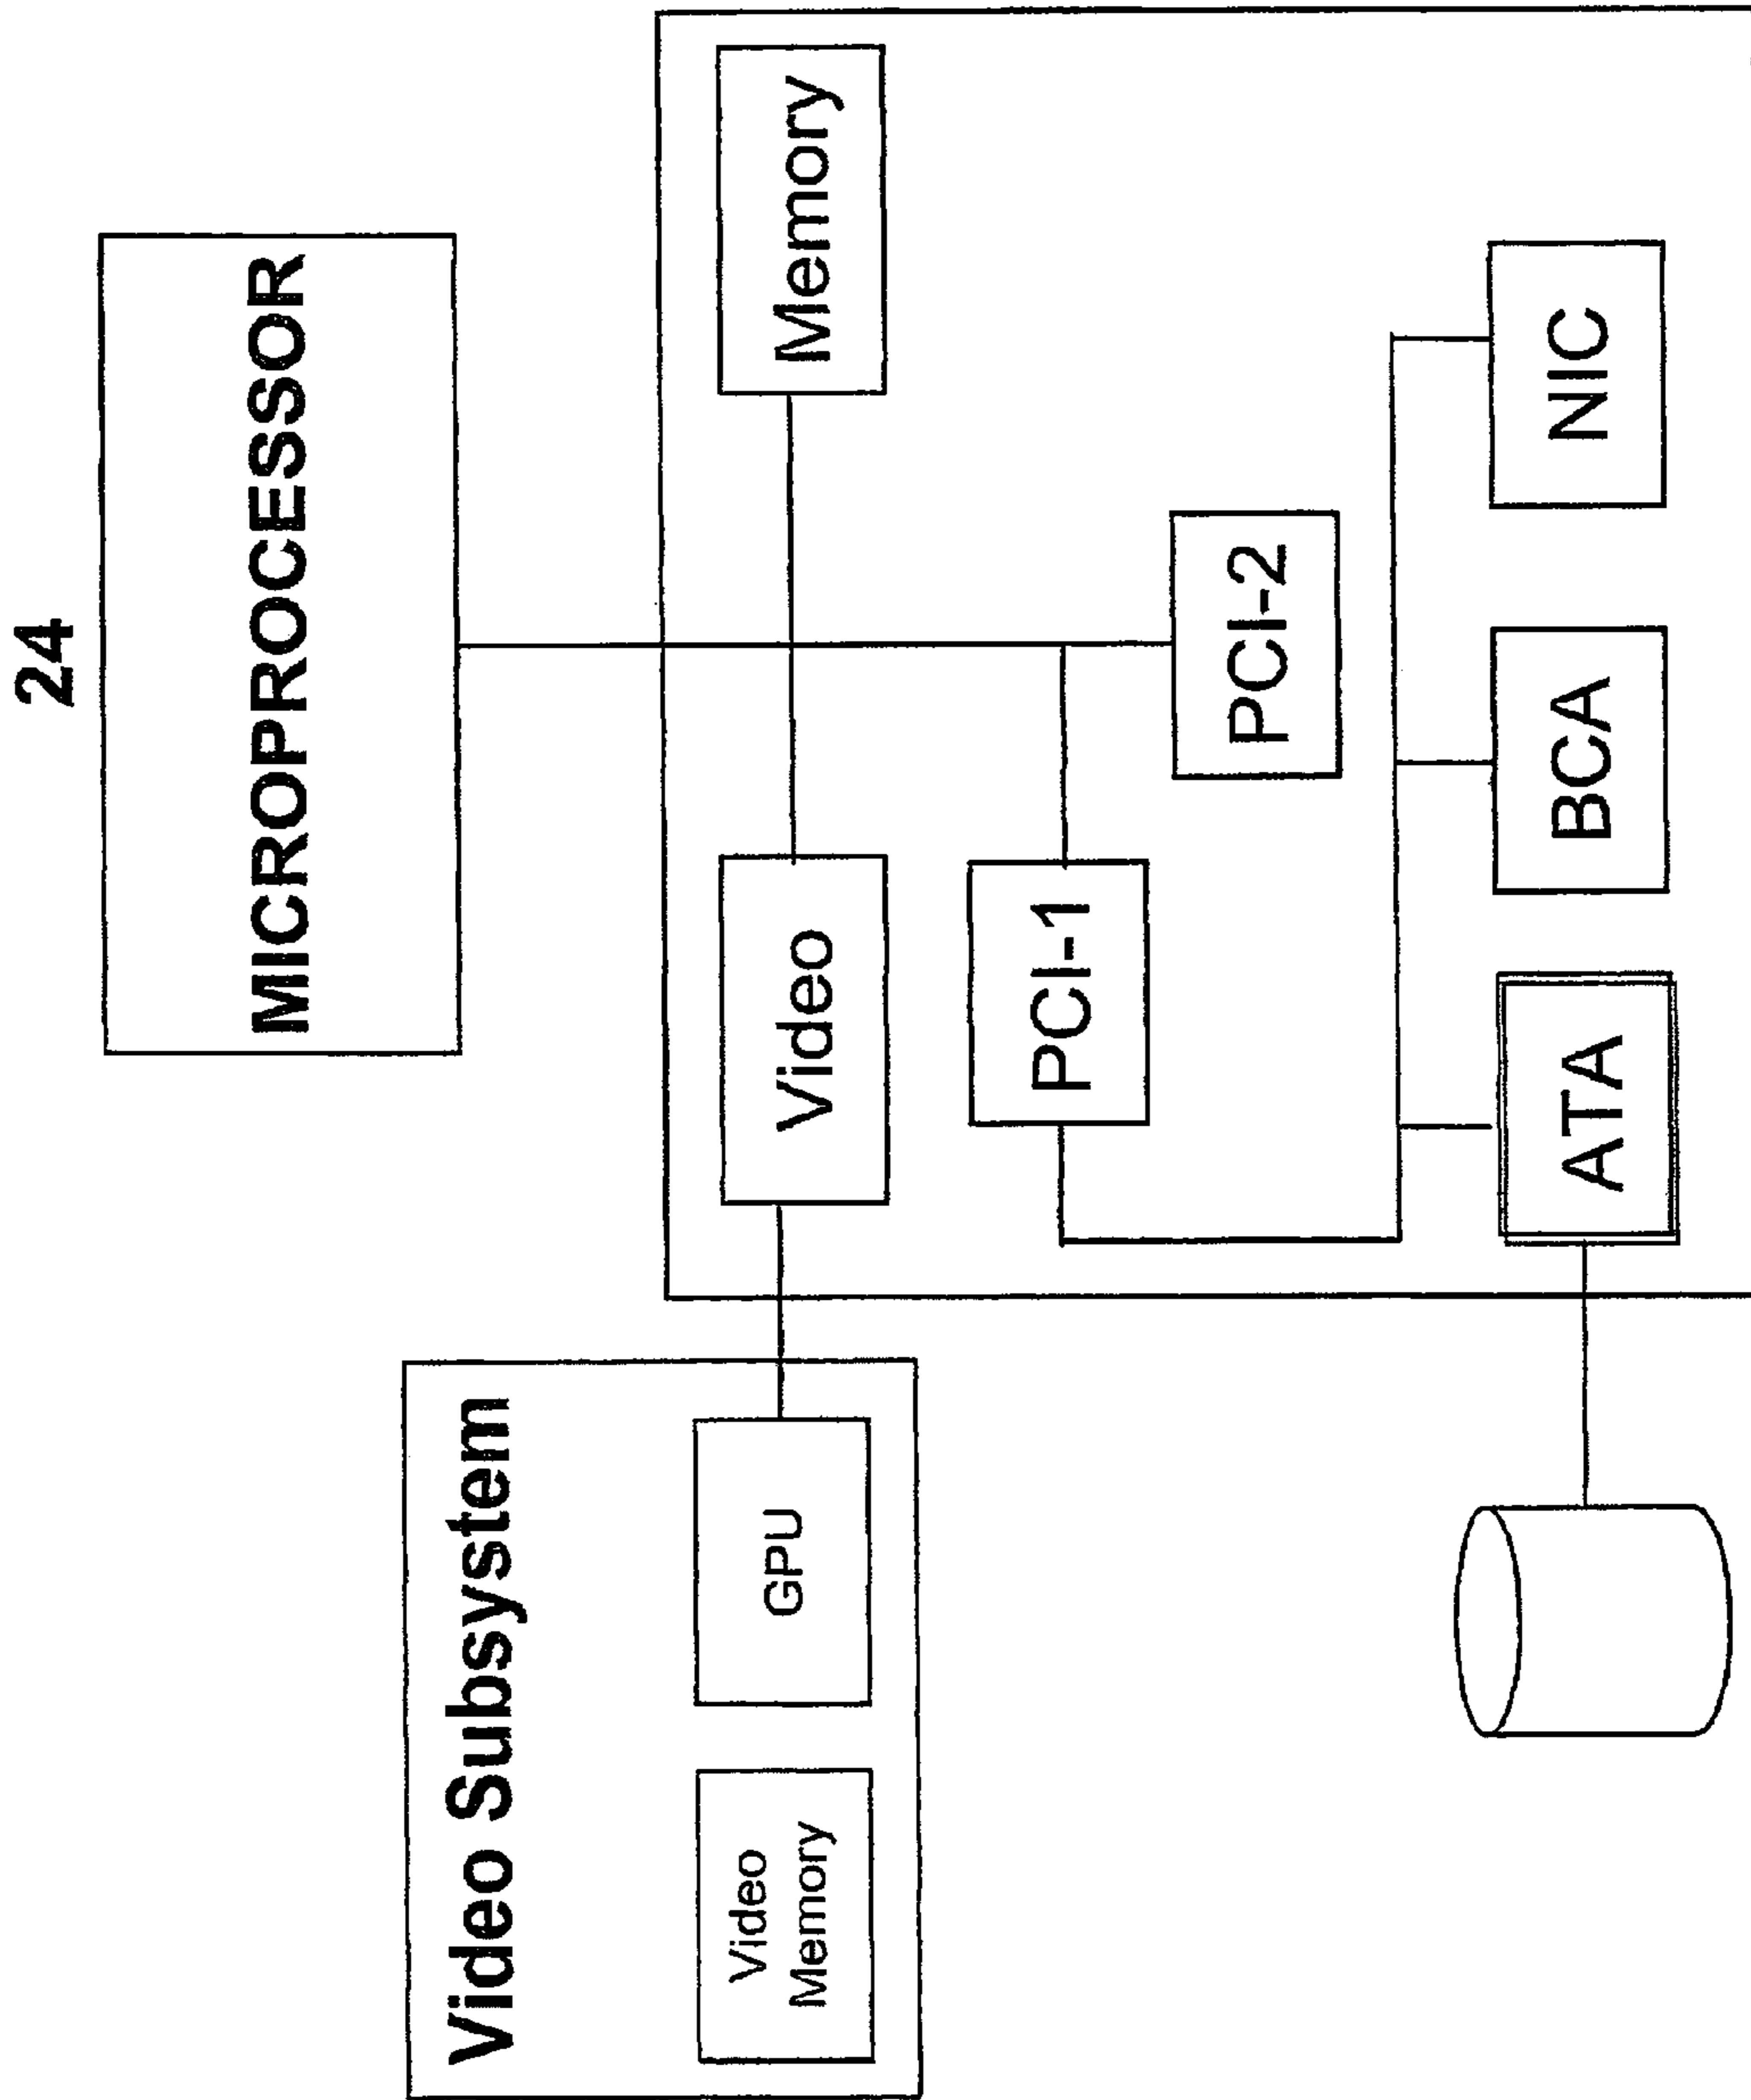 24
MICROPROCESSOR
Video Subsystem
Video
Memory
GPU
Video
Memory
PCI-1
PCI-2
ATA
BCA
NIC